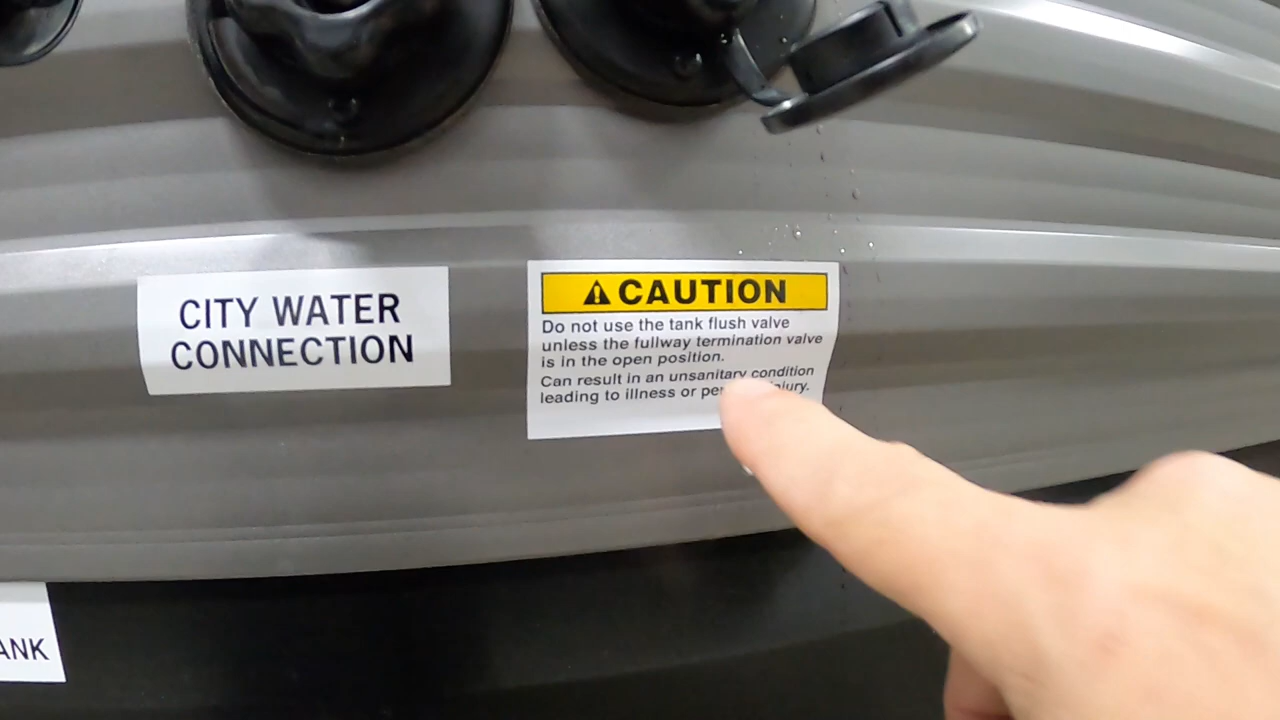 CITY WATER
CONNECTION
CAUTION
Do not use the tank flush valve
unless the fullway termination valve
is in the open position.
Can result in an unsanitary condition
leading to illness or